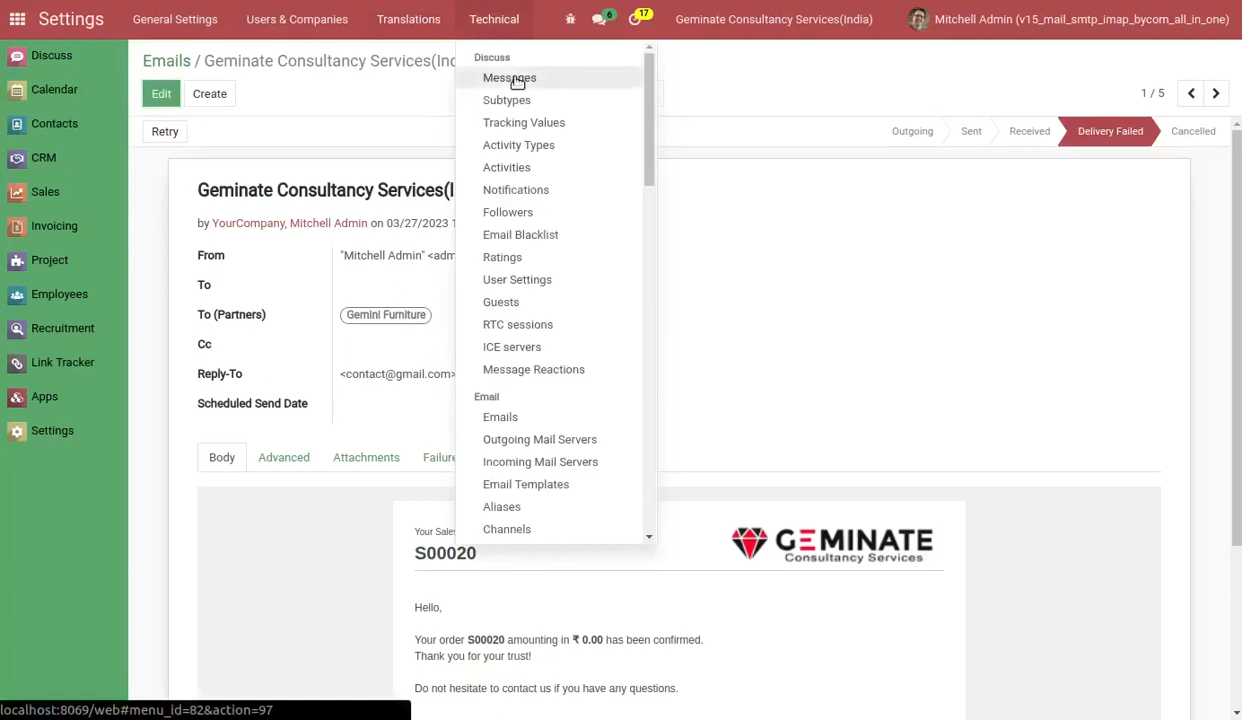 Settings General Settings Users & Companies Translations Technical 6 17 Geminate Consultancy Services(India) Mitchell Admin (v15_mail_smtp_imap_bycom_all_in_one)
Discuss
Calendar
Contacts
CRM
Sales
Invoicing
Project
Employees
Recruitment
Link Tracker
Apps
Settings
Emails / Geminate Consultancy Services(Inc
Edit Create
1 / 5
Retry
Outgoing Sent Received Delivery Failed Cancelled
Discuss
Messages
Subtypes
Tracking Values
Activity Types
Activities
Notifications
Followers
Email Blacklist
Ratings
User Settings
Guests
RTC sessions
ICE servers
Message Reactions
Email
Emails
Outgoing Mail Servers
Incoming Mail Servers
Email Templates
Aliases
Channels
Geminate Consultancy Services(I
by YourCompany, Mitchell Admin on 03/27/2023 1
From "Mitchell Admin" <adm
To
To (Partners) Gemini Furniture
Cc
Reply-To <contact@gmail.com>
Scheduled Send Date
Body Advanced Attachments Failure
Your Sales
S00020
GEMINATE
Consultancy Services
Hello,
Your order S00020 amounting in ₹ 0.00 has been confirmed.
Thank you for your trust!
Do not hesitate to contact us if you have any questions.
localhost:8069/web#menu_id=82&action=97